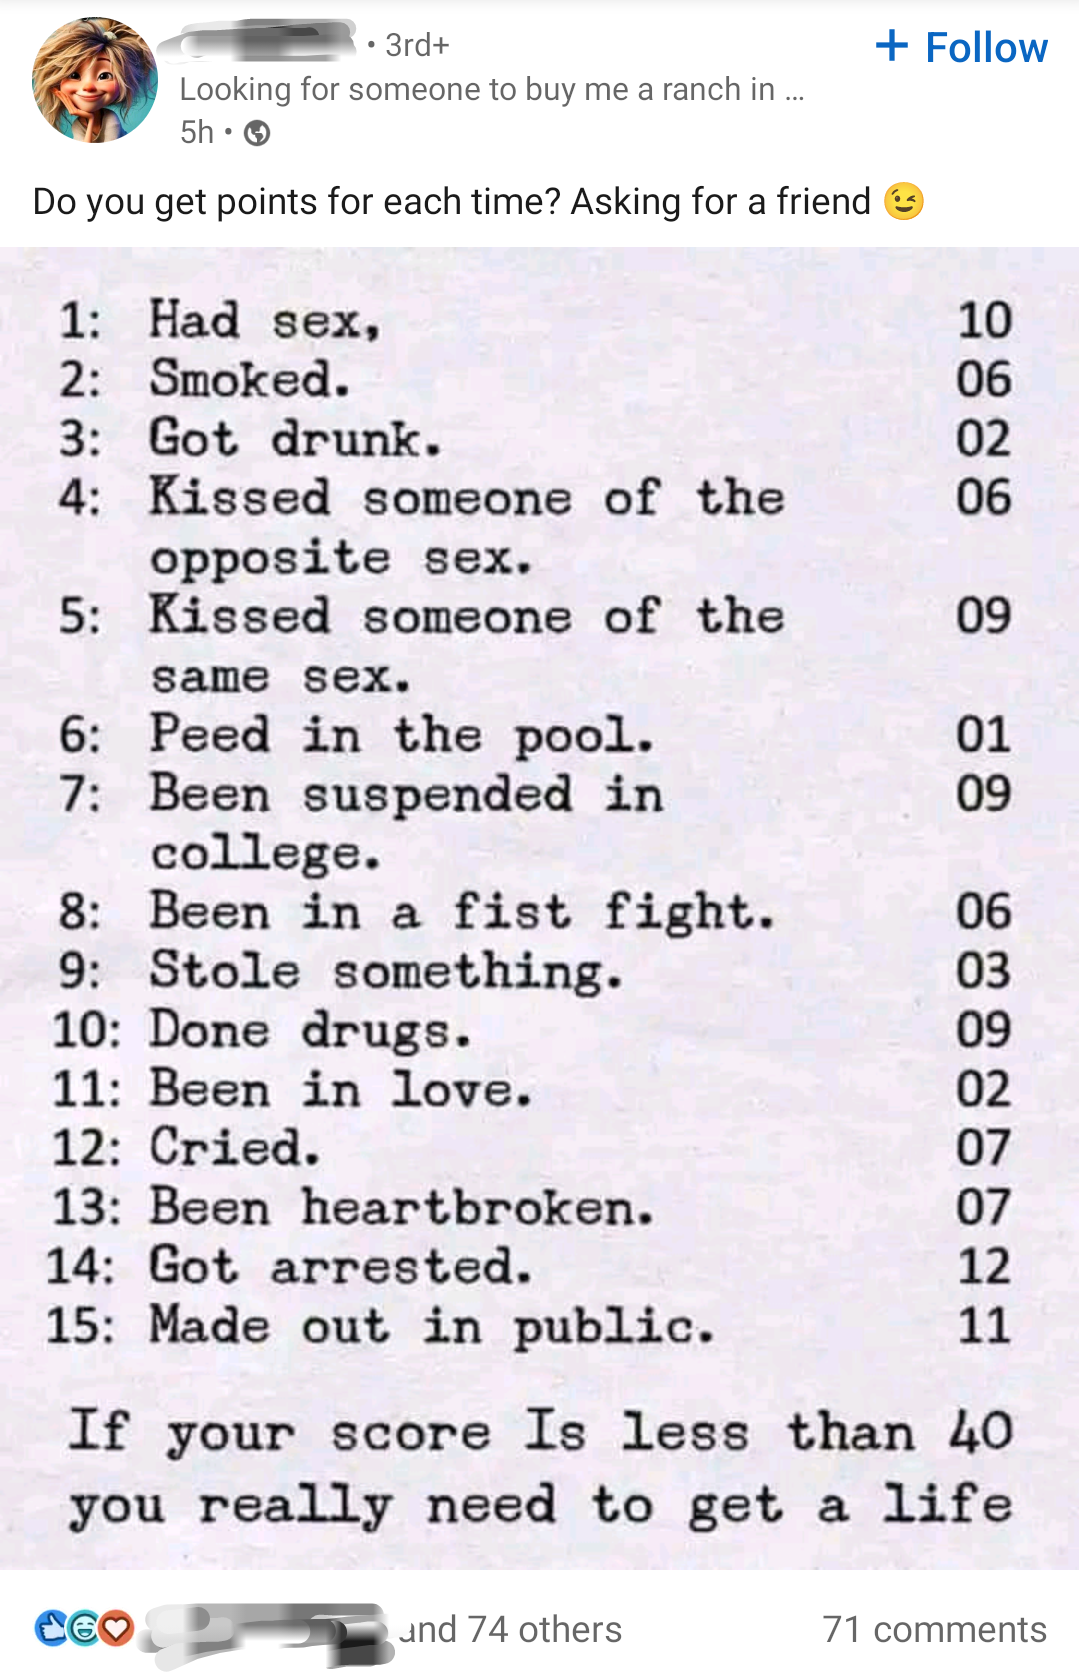 • 3rd+
+ Follow
Looking for someone to buy me a ranch in ...
5h •
Do you get points for each time? Asking for a friend 😉
1: Had sex, 10
2: Smoked. 06
3: Got drunk. 02
4: Kissed someone of the 06
opposite sex.
5: Kissed someone of the 09
same sex.
6: Peed in the pool. 01
7: Been suspended in 09
college.
8: Been in a fist fight. 06
9: Stole something. 03
10: Done drugs. 09
11: Been in love. 02
12: Cried. 07
13: Been heartbroken. 07
14: Got arrested. 12
15: Made out in public. 11
If your score Is less than 40
you really need to get a life
and 74 others
71 comments